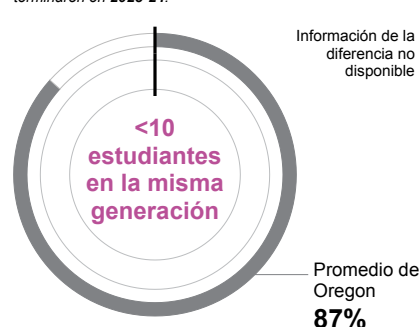 terminaron en 2023-24.
Información de la
diferencia no
disponible
<10
estudiantes
en la misma
generación
Promedio de
Oregon
87%